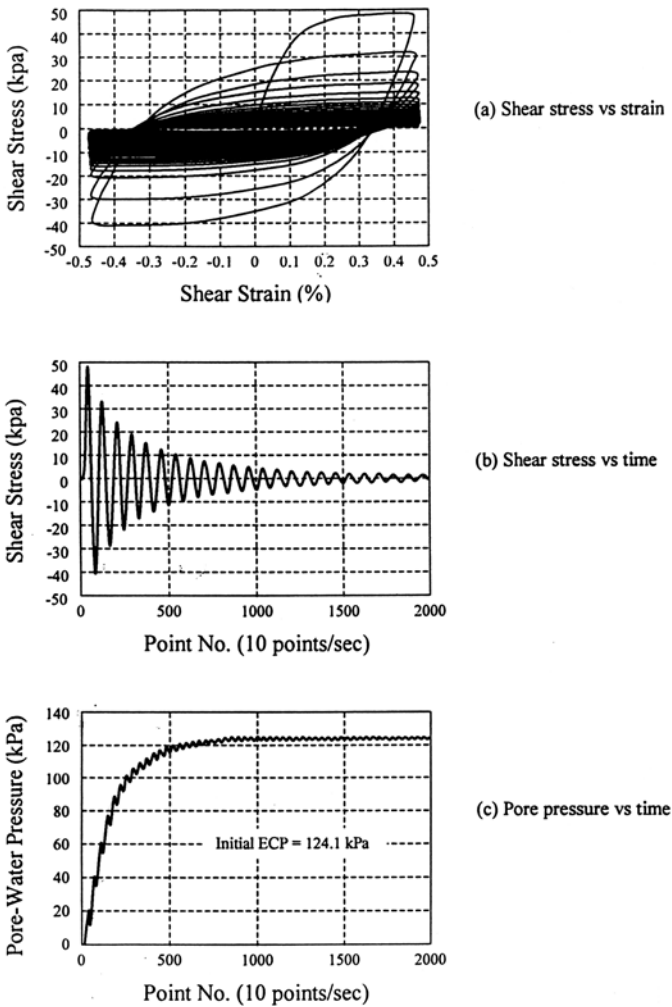 50
40
30
20
10
0
-10
-20
-30
-40
50
Shear Stress (kpa)
-0.5 -0.4 -0.3 -0.2 -0.1 0 0.1 0.2 0.3 0.4 0.5
Shear Strain (%)
(a) Shear stress vs strain
50
40
30
20
10
0
-10
-20
-30
-40
-50
Shear Stress (kpa)
0 500 1000 1500 2000
Point No. (10 points/sec)
(b) Shear stress vs time
140
120
100
80
60
40
20
0
Pore-Water Pressure (kPa)
Initial ECP = 124.1 kPa
0 500 1000 1500 2000
Point No. (10 points/sec)
(c) Pore pressure vs time